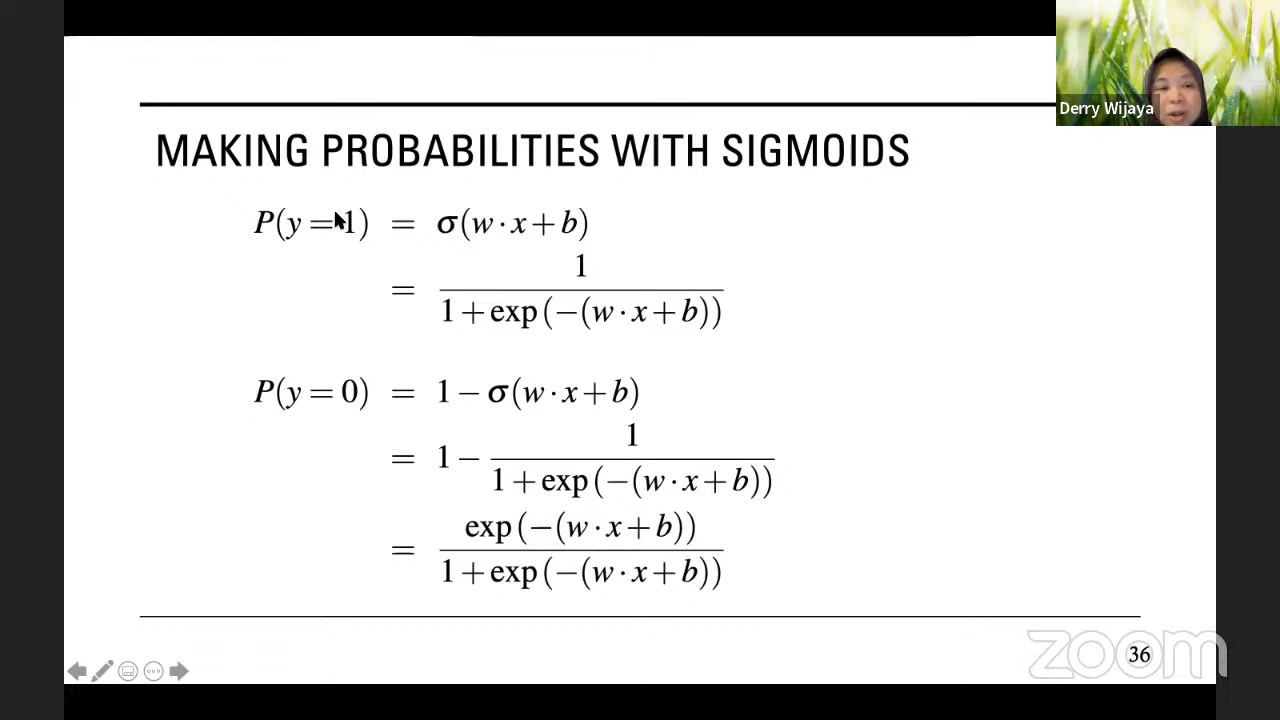 Derry Wijaya
MAKING PROBABILITIES WITH SIGMOIDS
P(y = 1) = σ(w · x + b)
= 1 / (1 + exp(−(w · x + b)))
P(y = 0) = 1 − σ(w · x + b)
= 1 − 1 / (1 + exp(−(w · x + b)))
= exp(−(w · x + b)) / (1 + exp(−(w · x + b)))
zoom
36